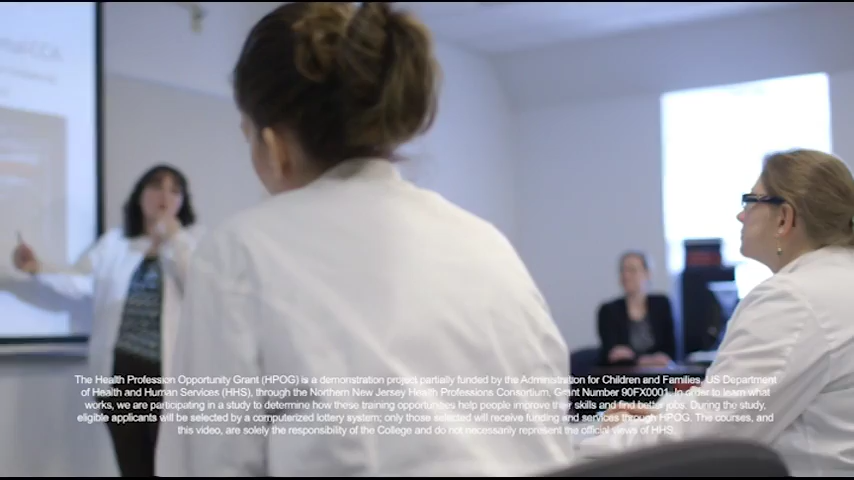 The Health Profession Opportunity Grant (HPOG) is a demonstration project partially funded by the Administration for Children and Families, US Department
of Health and Human Services (HHS), through the Northern New Jersey Health Professions Consortium, Grant Number 90FX0001. In order to learn what
works, we are participating in a study to determine how these training opportunities help people improve their skills and find better jobs. During the study,
eligible applicants will be selected by a computerized lottery system; only those selected will receive funding and services through HPOG. The courses, and
this video, are solely the responsibility of the College and do not necessarily represent the official views of HHS.